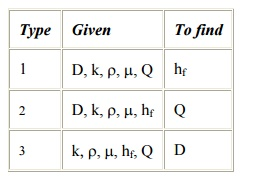 Type Given To find
1 D, k, ρ, μ, Q hf
2 D, k, ρ, μ, hf Q
3 k, ρ, μ, hf, Q D